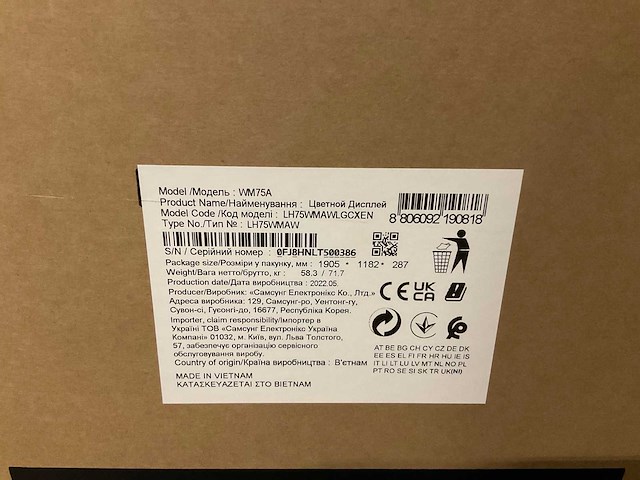 Model /Модель : WM75A
Product Name/Найменування : Цветной Дисплей
Model Code /Код моделі : LH75WMAWLGCXEN
Type No./Тип № : LH75WMAW
8 806092 190818
S/N / Серійний номер : 0FJ8HNLT500386
Package size/Розміри у пакунку, мм : 1905 * 1182* 287
Weight/Вага нетто/брутто, кг : 58.3 / 71.7
Production date/Дата виробництва : 2022.05.
Producer/Виробник: «Самсунг Електронікс Ко., Лтд.»
Адреса виробника: 129, Самсунг-ро, Уентонг-гу,
Сувон-сі, Гуєонгі-до, 16677, Республіка Корея.
Importer, claim responsibility/Імпортер в
Україні ТОВ «Самсунг Електронікс Україна
Компані» 01032, м. Київ, вул. Льва Толстого,
57, забезпечує організацію сервісного
обслуговування виробу.
Country of origin/Країна виробництва : В'єтнам
CE UK
CA
AT BE BG CH CY CZ DE DK
EE ES EL FI FR HR HU IE IS
IT LI LT LU LV MT NL NO PL
PT RO SE SI SK TR UK(NI)
MADE IN VIETNAM
ΚΑΤΑΣΚΕΥΑΖΕΤΑΙ ΣΤΟ ΒΙΕΤΝΑΜ